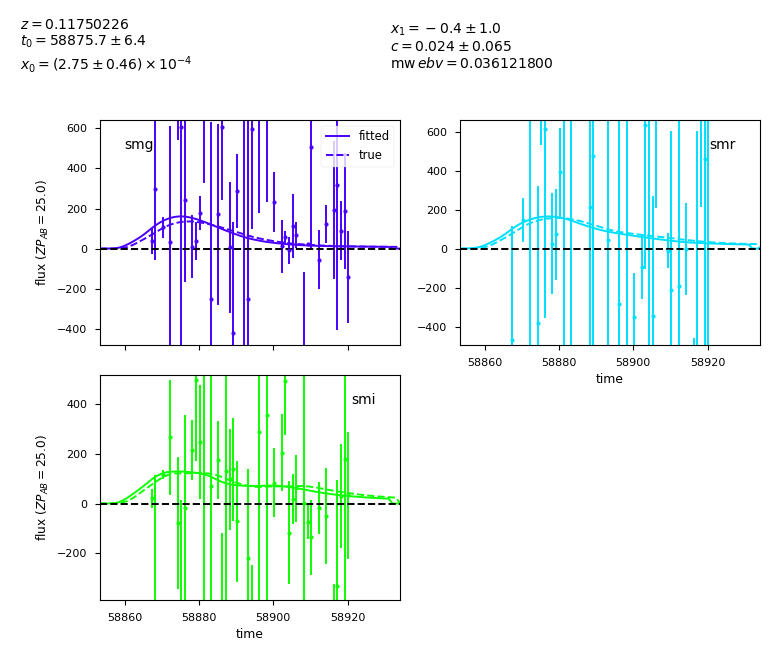 z = 0.11750226
t₀ = 58875.7 ± 6.4
x₀ = (2.75 ± 0.46) × 10⁻⁴
x₁ = −0.4 ± 1.0
c = 0.024 ± 0.065
mw ebv = 0.036121800
smg
fitted
true
600
400
200
0
−200
−400
flux (ZP_AB = 25.0)
smr
600
400
200
0
−200
−400
58860 58880 58900 58920
time
smi
400
200
0
−200
flux (ZP_AB = 25.0)
58860 58880 58900 58920
time